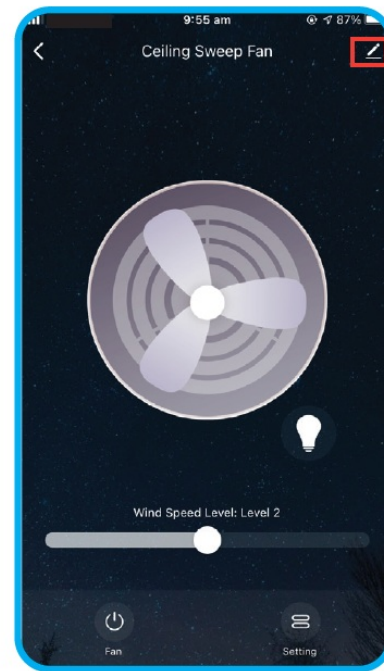 9:55 am
87%
Ceiling Sweep Fan
Wind Speed Level: Level 2
Fan
Setting